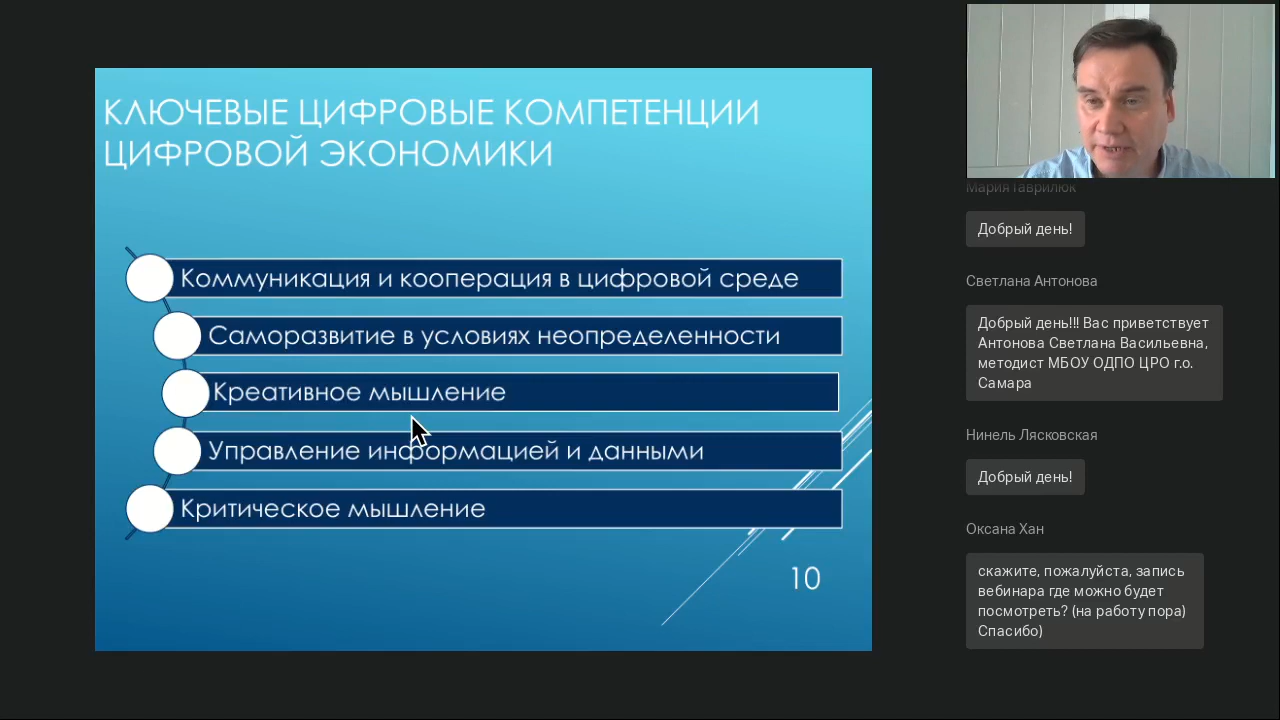 КЛЮЧЕВЫЕ ЦИФРОВЫЕ КОМПЕТЕНЦИИ
ЦИФРОВОЙ ЭКОНОМИКИ
Коммуникация и кооперация в цифровой среде
Саморазвитие в условиях неопределенности
Креативное мышление
Управление информацией и данными
Критическое мышление
10
Мария Гаврилюк
Добрый день!
Светлана Антонова
Добрый день!!! Вас приветствует
Антонова Светлана Васильевна,
методист МБОУ ОДПО ЦРО г.о.
Самара
Нинель Лясковская
Добрый день!
Оксана Хан
скажите, пожалуйста, запись
вебинара где можно будет
посмотреть? (на работу пора)
Спасибо)